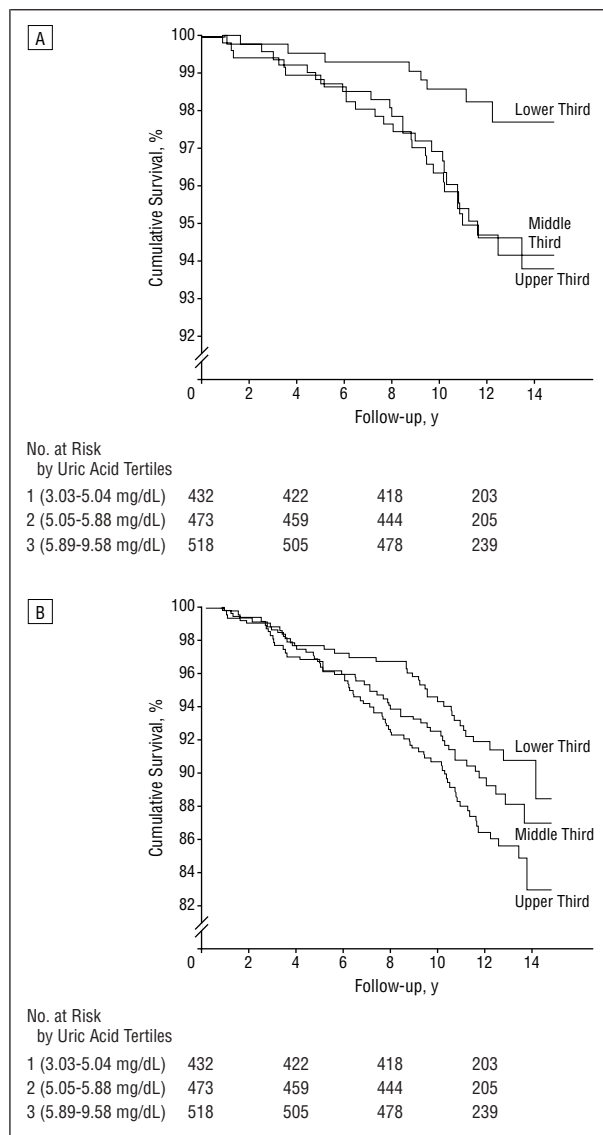 A
100
99
98
97
96
95
94
93
92
Cumulative Survival, %
Lower Third
Middle
Third
Upper Third
0 2 4 6 8 10 12 14
Follow-up, y
No. at Risk
by Uric Acid Tertiles
1 (3.03-5.04 mg/dL) 432 422 418 203
2 (5.05-5.88 mg/dL) 473 459 444 205
3 (5.89-9.58 mg/dL) 518 505 478 239
B
100
98
96
94
92
90
88
86
84
82
Cumulative Survival, %
Lower Third
Middle Third
Upper Third
0 2 4 6 8 10 12 14
Follow-up, y
No. at Risk
by Uric Acid Tertiles
1 (3.03-5.04 mg/dL) 432 422 418 203
2 (5.05-5.88 mg/dL) 473 459 444 205
3 (5.89-9.58 mg/dL) 518 505 478 239